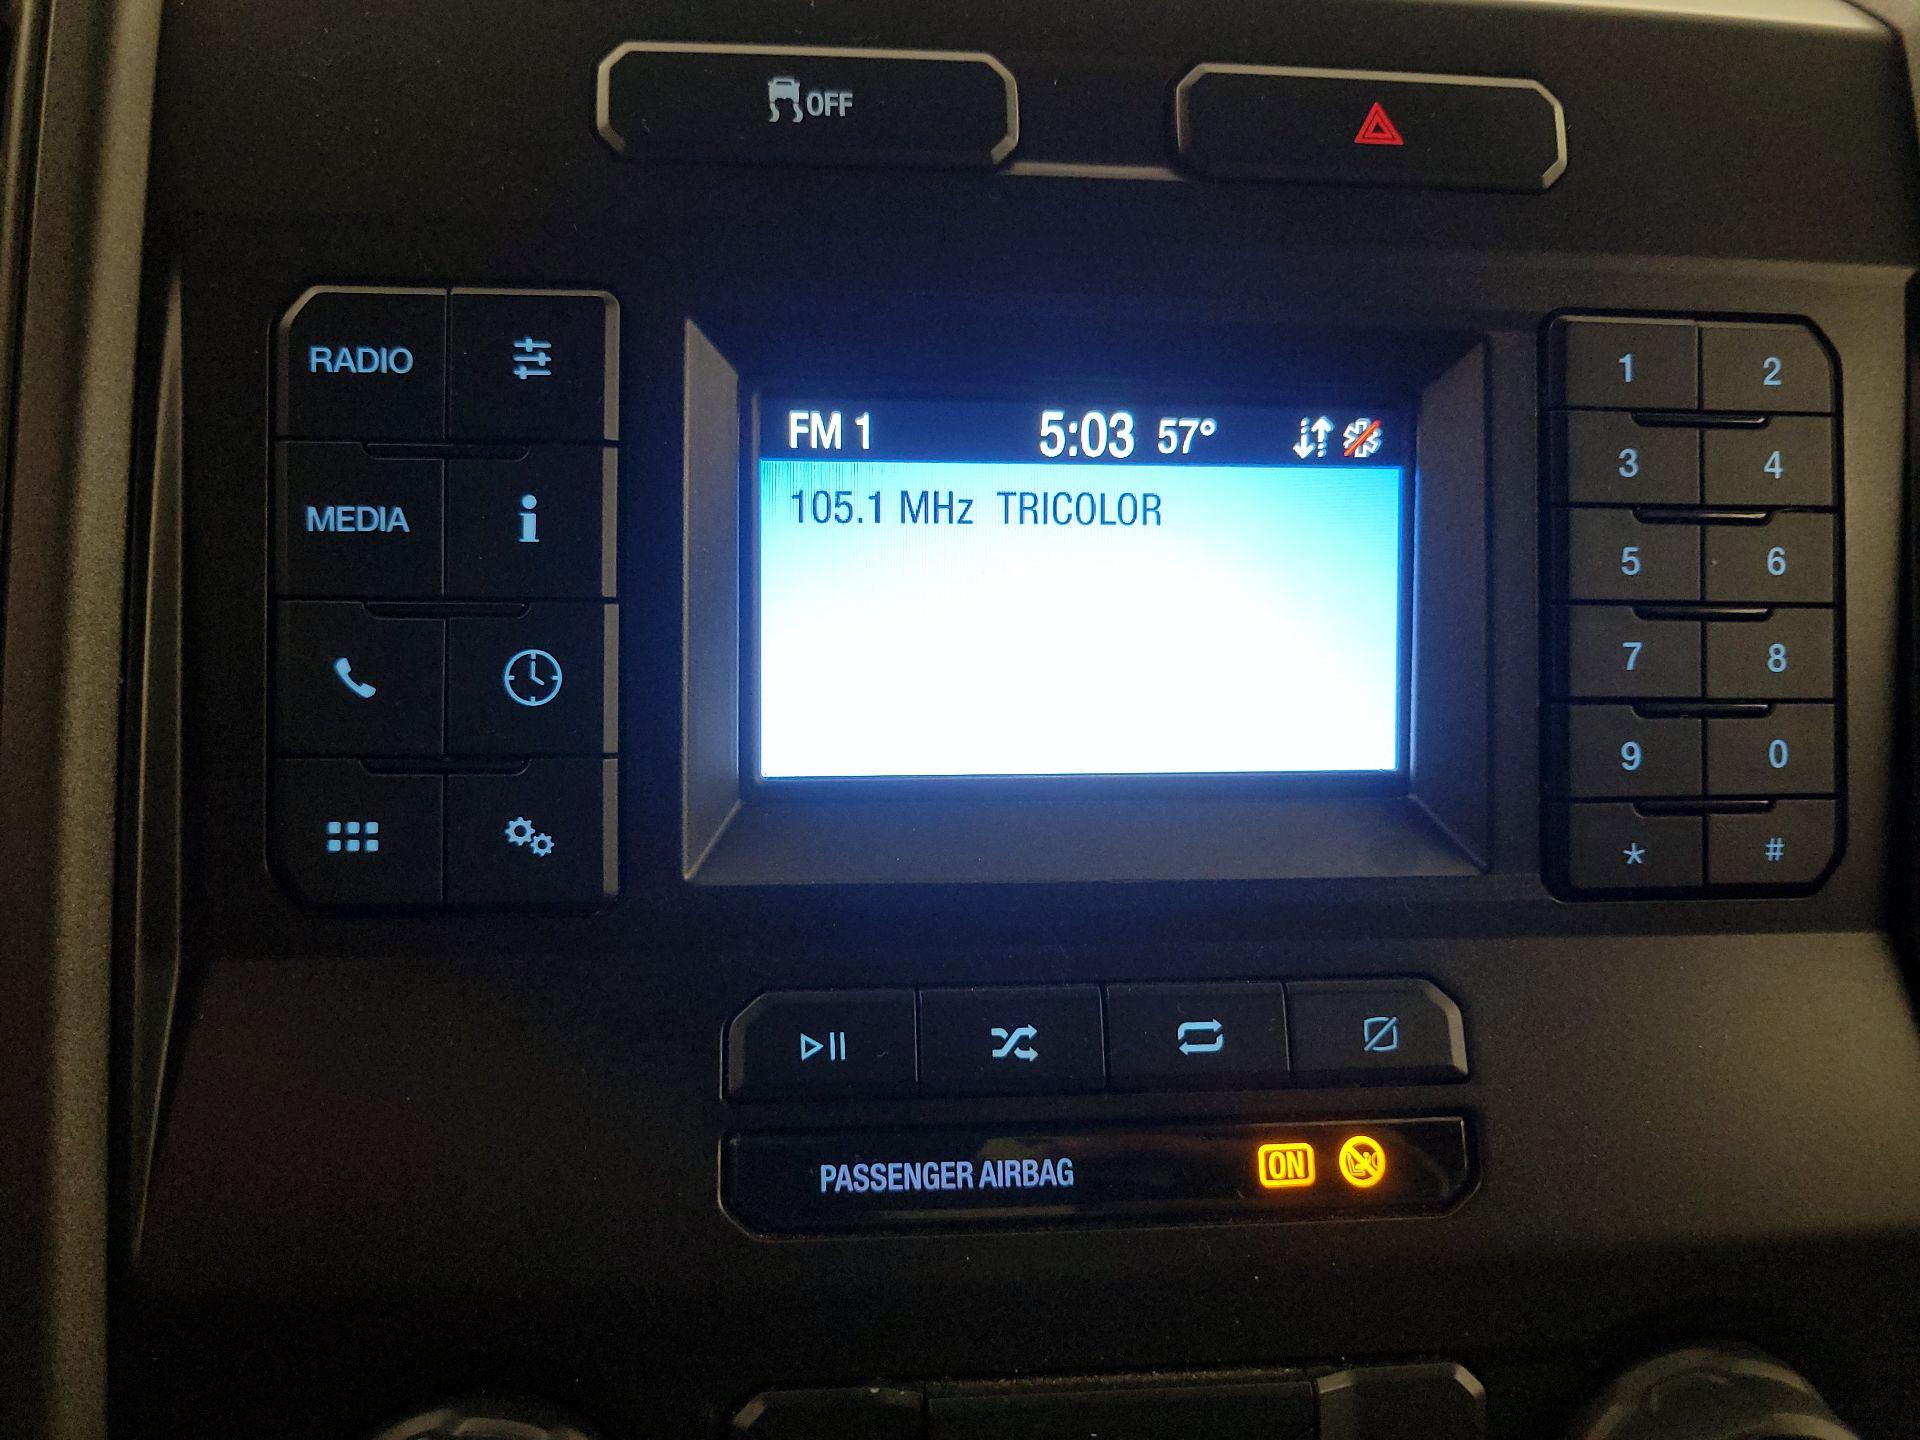 OFF
RADIO
MEDIA
FM 1 5:03 57°
105.1 MHz TRICOLOR
1 2
3 4
5 6
7 8
9 0
* #
PASSENGER AIRBAG ON